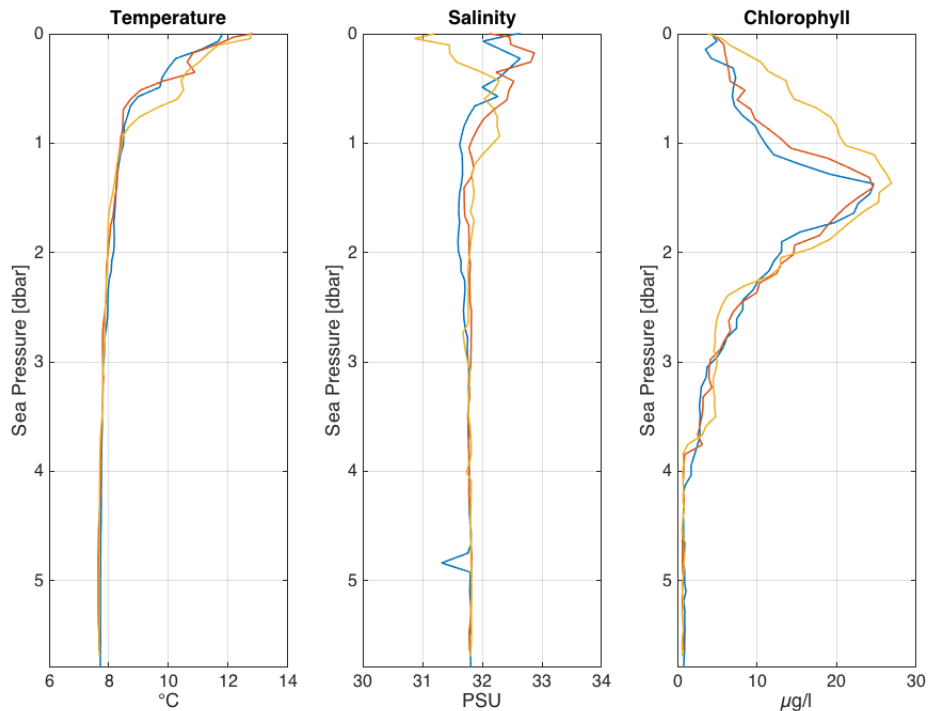 Temperature
Sea Pressure [dbar]
0
1
2
3
4
5
6 8 10 12 14
°C
Salinity
Sea Pressure [dbar]
0
1
2
3
4
5
30 31 32 33 34
PSU
Chlorophyll
Sea Pressure [dbar]
0
1
2
3
4
5
0 10 20 30
μg/l